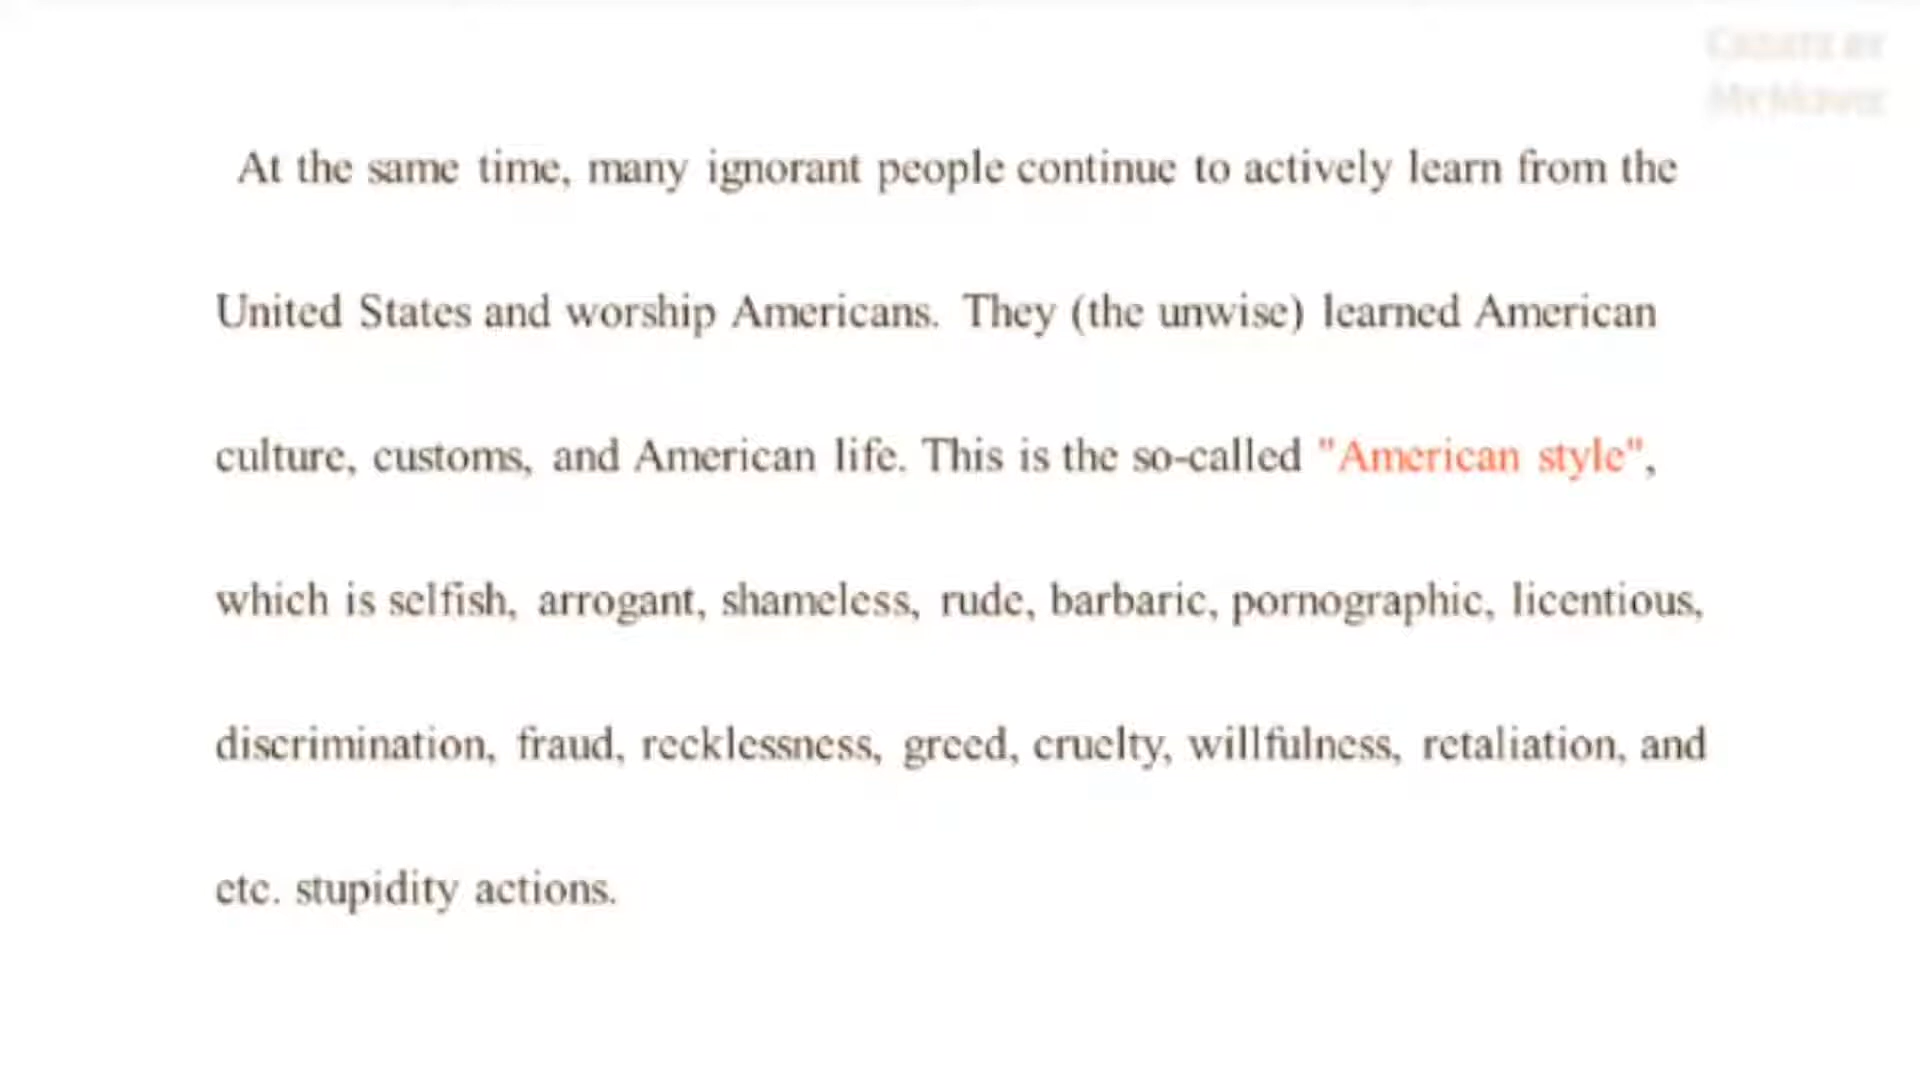 At the same time, many ignorant people continue to actively learn from the
United States and worship Americans. They (the unwise) learned American
culture, customs, and American life. This is the so-called "American style",
which is selfish, arrogant, shameless, rude, barbaric, pornographic, licentious,
discrimination, fraud, recklessness, greed, cruelty, willfulness, retaliation, and
etc. stupidity actions.